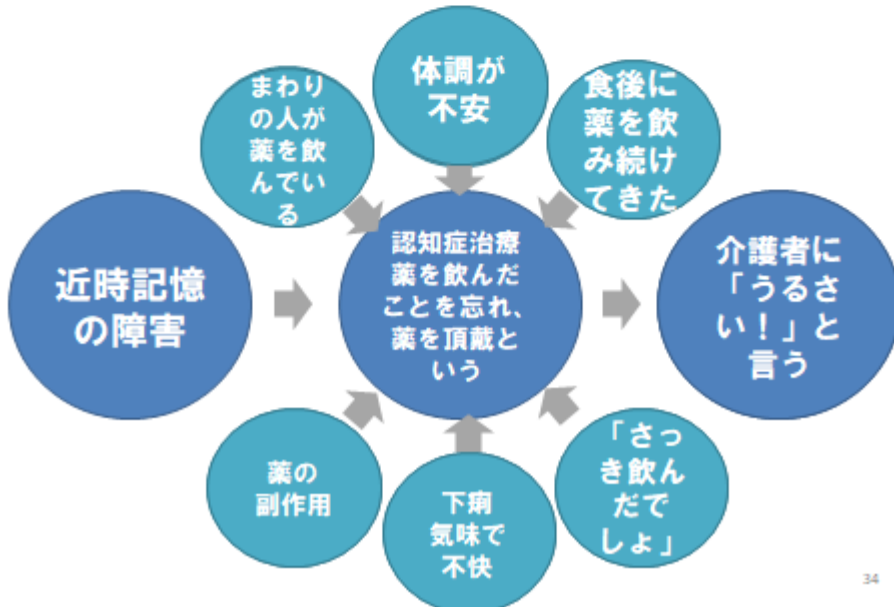 まわり
の人が
薬を飲
んでい
る
体調が
不安
食後に
薬を飲
み続け
てきた
近時記憶
の障害
認知症治療
薬を飲んだ
ことを忘れ、
薬を頂戴と
いう
介護者に
「うるさ
い！」と
言う
薬の
副作用
下痢
気味で
不快
「さっ
き飲ん
だで
しょ」
34